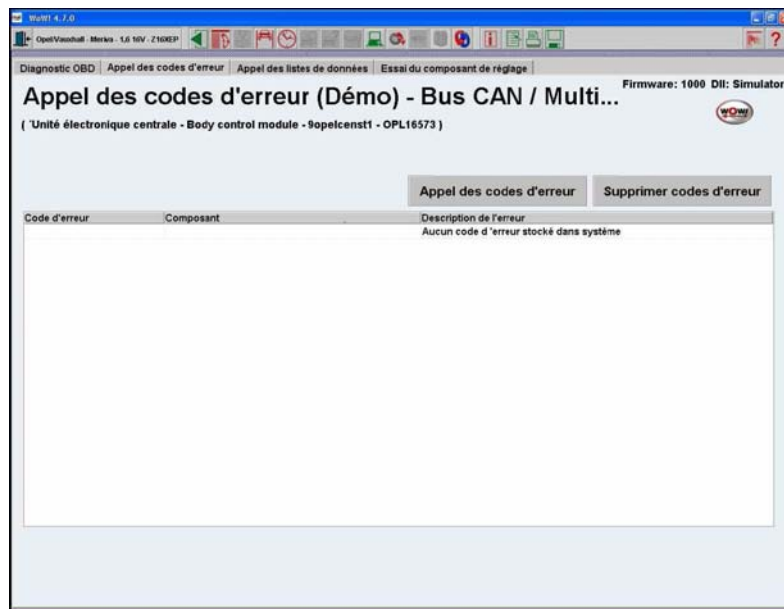 WoW! 4.7.0
Opel/Vauxhall - Meriva - 1,6 16V - Z16XEP
Diagnostic OBD Appel des codes d'erreur Appel des listes de données Essai du composant de réglage
Firmware: 1000 Dll: Simulator
Appel des codes d'erreur (Démo) - Bus CAN / Multi...
( 'Unité électronique centrale - Body control module - 9opelcenst1 - OPL16573 )
WOW!
Appel des codes d'erreur Supprimer codes d'erreur
Code d'erreur Composant Description de l'erreur
Aucun code d 'erreur stocké dans système